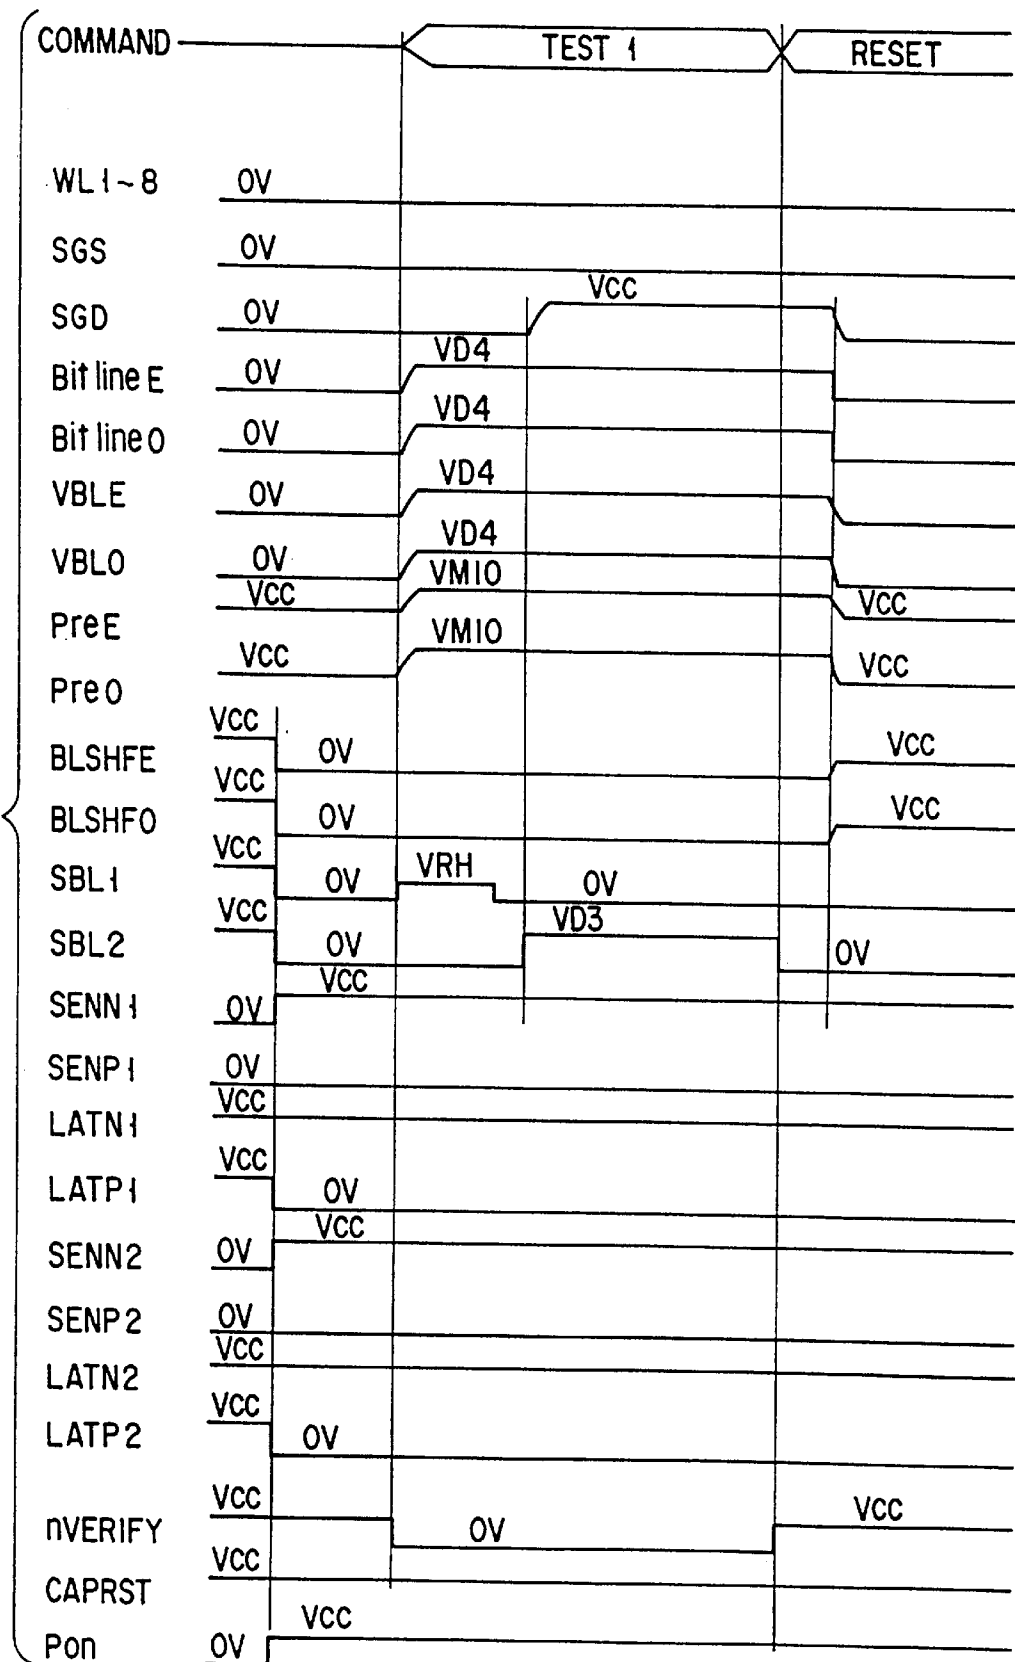 COMMAND TEST 1 RESET
WL1~8 0V
SGS 0V
VCC
SGD 0V
VD4
Bit line E 0V
VD4
Bit line O 0V
VD4
VBLE 0V
VD4
VBLO 0V
VCC VM10 VCC
PreE
VCC VM10 VCC
PreO
VCC
BLSHFE 0V VCC
VCC
BLSHFO 0V VCC
VCC
SBL1 0V VRH 0V
VCC VD3
SBL2 0V 0V
VCC
SENN1 0V
SENP1 0V
VCC
LATN1
VCC
LATP1 0V
VCC
SENN2 0V
SENP2 0V
VCC
LATN2
VCC
LATP2 0V
VCC VCC
nVERIFY 0V
VCC
CAPRST
VCC
Pon 0V